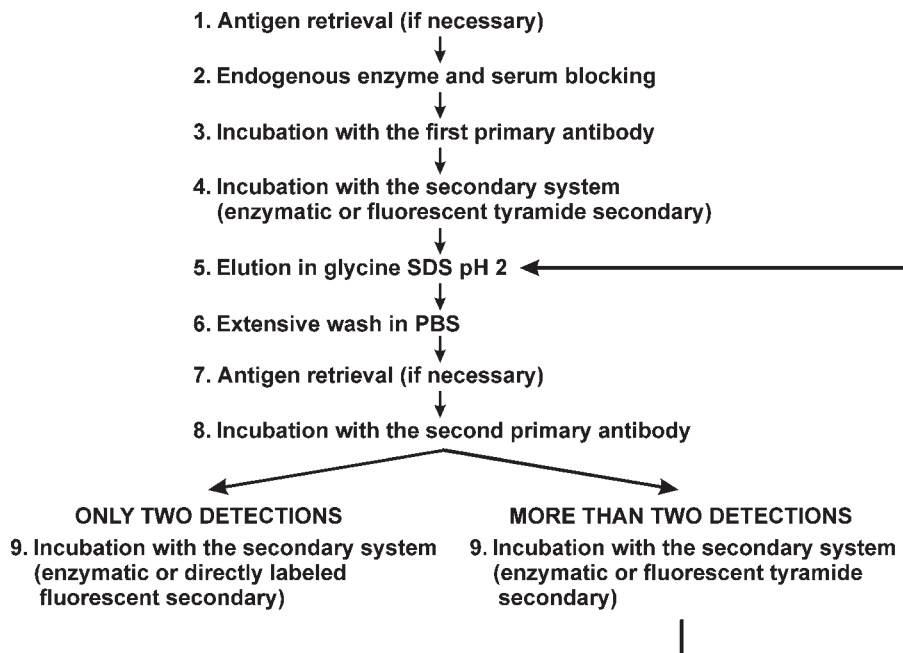 1. Antigen retrieval (if necessary)
2. Endogenous enzyme and serum blocking
3. Incubation with the first primary antibody
4. Incubation with the secondary system
(enzymatic or fluorescent tyramide secondary)
5. Elution in glycine SDS pH 2
6. Extensive wash in PBS
7. Antigen retrieval (if necessary)
8. Incubation with the second primary antibody
ONLY TWO DETECTIONS
9. Incubation with the secondary system
(enzymatic or directly labeled
fluorescent secondary)
MORE THAN TWO DETECTIONS
9. Incubation with the secondary system
(enzymatic or fluorescent tyramide
secondary)